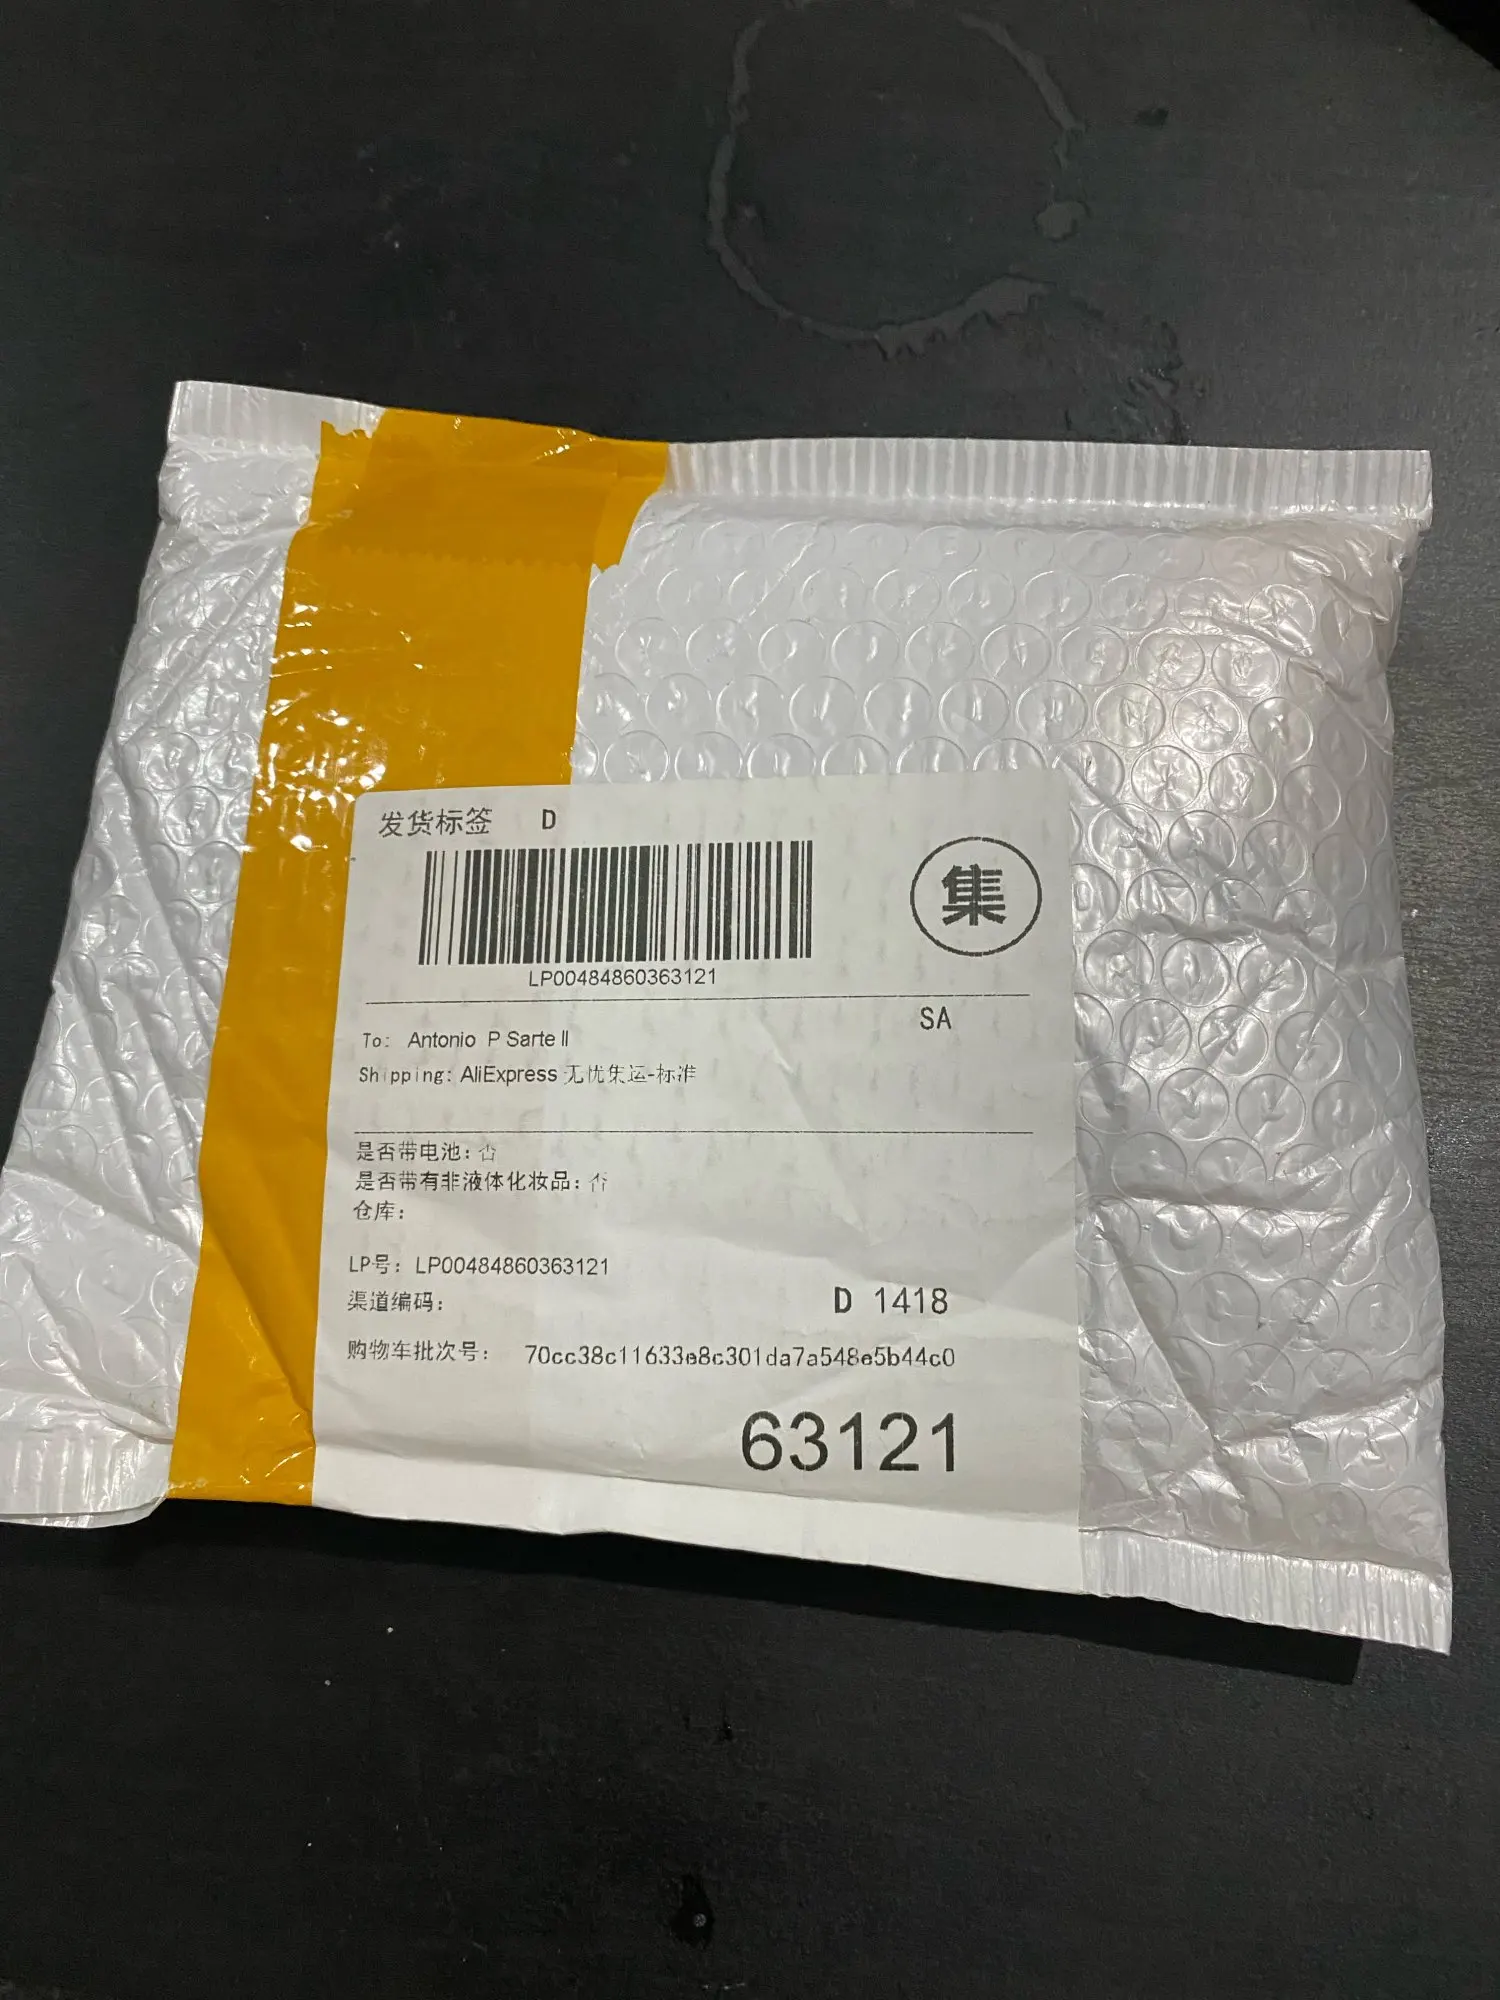 发货标签 D
集
LP00484860363121
SA
To: Antonio P Sarte II
Shipping: AliExpress 无忧集运-标准
是否带电池: 否
是否带有非液体化妆品: 否
仓库:
LP号: LP00484860363121
渠道编码:
D 1418
购物车批次号: 70cc38c11633e8c301da7a548e5b44c0
63121